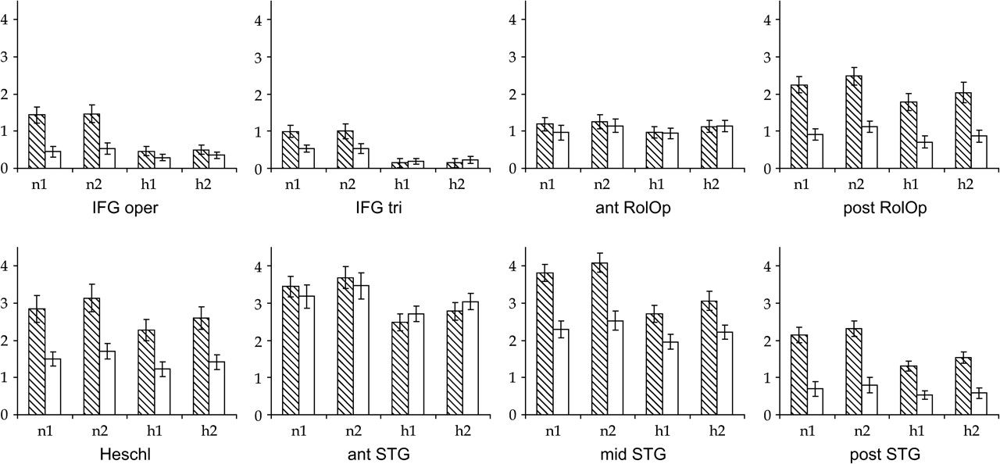 4 4 4 4
3 3 3 3
2 2 2 2
1 1 1 1
0 0 0 0
n1 n2 h1 h2 n1 n2 h1 h2 n1 n2 h1 h2 n1 n2 h1 h2
IFG oper IFG tri ant RolOp post RolOp
4 4 4 4
3 3 3 3
2 2 2 2
1 1 1 1
0 0 0 0
n1 n2 h1 h2 n1 n2 h1 h2 n1 n2 h1 h2 n1 n2 h1 h2
Heschl ant STG mid STG post STG